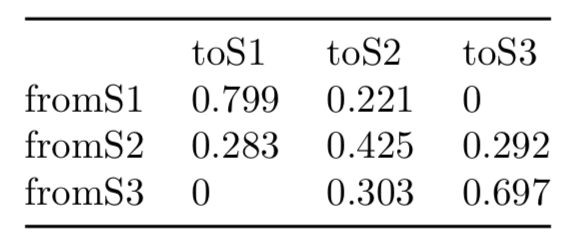 toS1 toS2 toS3
fromS1 0.799 0.221 0
fromS2 0.283 0.425 0.292
fromS3 0 0.303 0.697